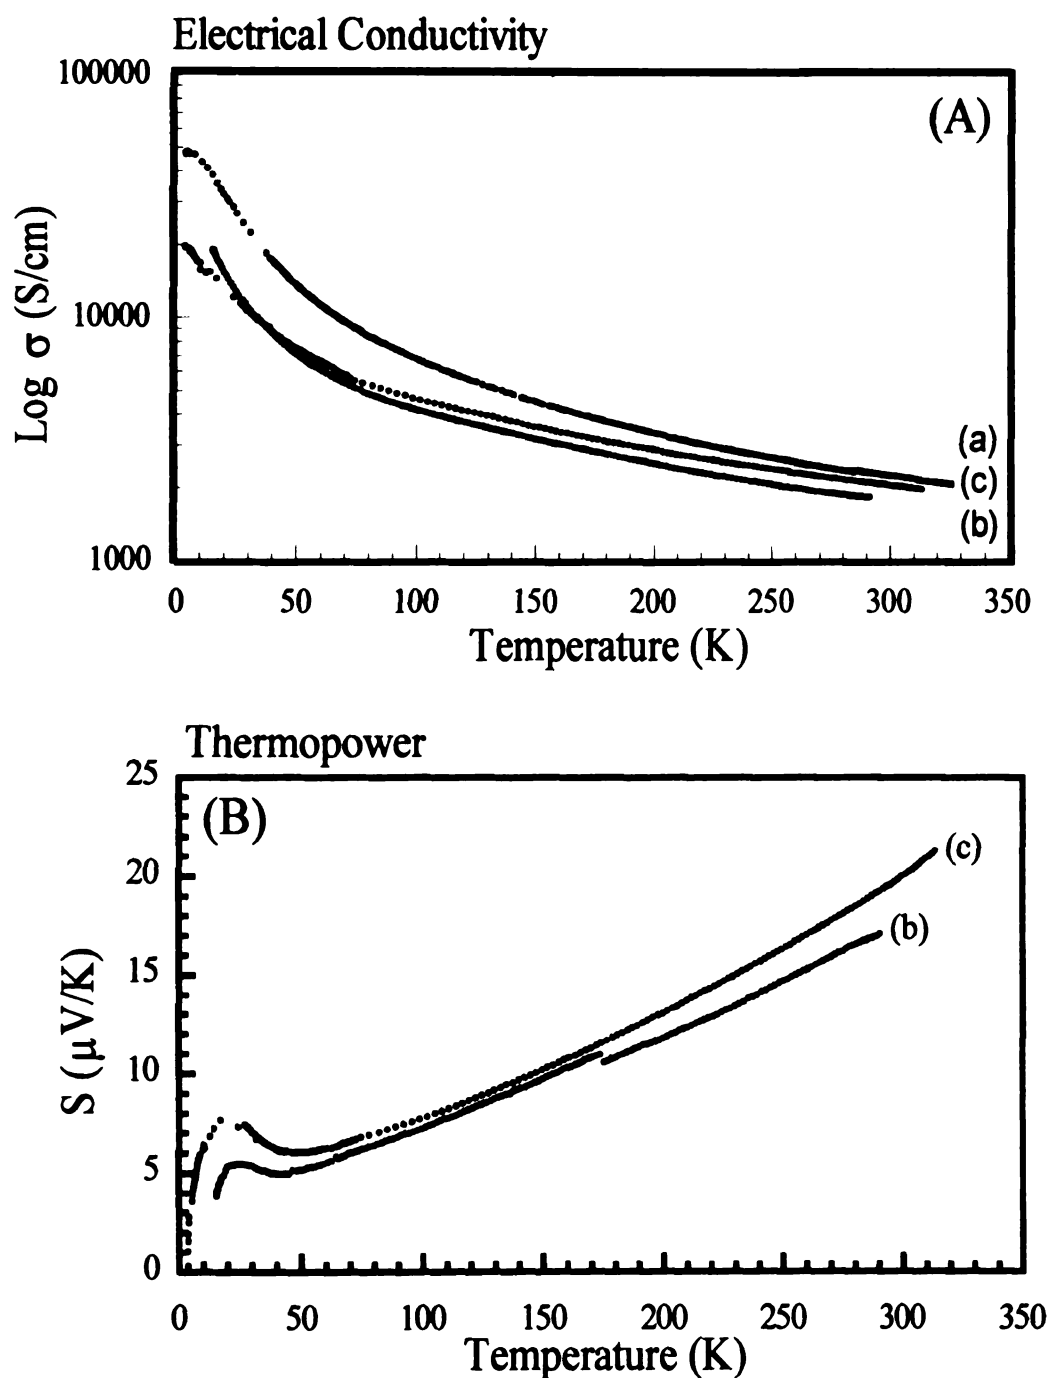 Electrical Conductivity
100000
(A)
Log σ (S/cm)
10000
(a)
(c)
(b)
1000
0 50 100 150 200 250 300 350
Temperature (K)
Thermopower
25
(B)
20
(c)
(b)
15
S (μV/K)
10
5
0
0 50 100 150 200 250 300 350
Temperature (K)